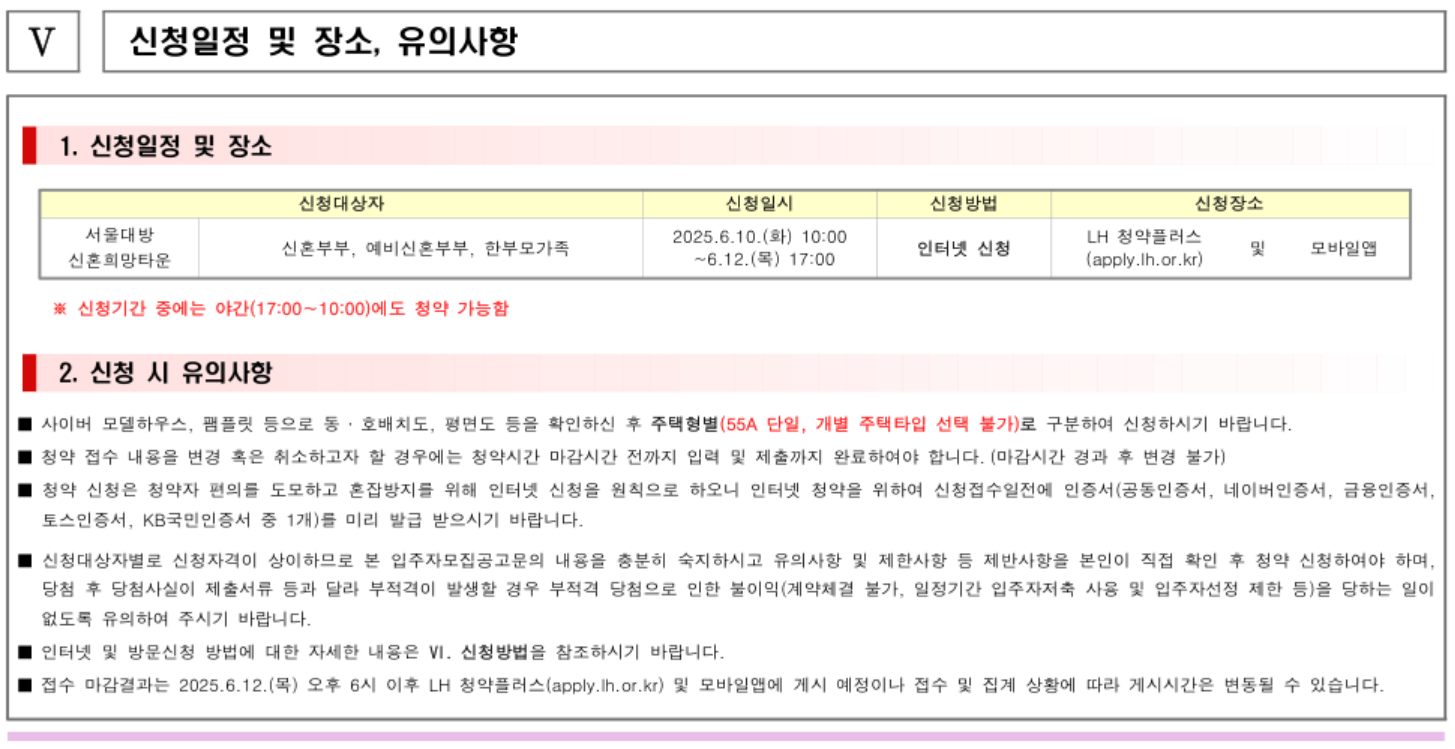 V
신청일정 및 장소, 유의사항
1. 신청일정 및 장소
신청대상자 신청일시 신청방법 신청장소
서울대방
신혼희망타운
신혼부부, 예비신혼부부, 한부모가족
2025.6.10.(화) 10:00
~6.12.(목) 17:00
인터넷 신청
LH 청약플러스
(apply.lh.or.kr)
및
모바일앱
※ 신청기간 중에는 야간(17:00~10:00)에도 청약 가능함
2. 신청 시 유의사항
■ 사이버 모델하우스, 팸플릿 등으로 동 · 호배치도, 평면도 등을 확인하신 후 주택형별(55A 단일, 개별 주택타입 선택 불가)로 구분하여 신청하시기 바랍니다.
■ 청약 접수 내용을 변경 혹은 취소하고자 할 경우에는 청약시간 마감시간 전까지 입력 및 제출까지 완료하여야 합니다. (마감시간 경과 후 변경 불가)
■ 청약 신청은 청약자 편의를 도모하고 혼잡방지를 위해 인터넷 신청을 원칙으로 하오니 인터넷 청약을 위하여 신청접수일전에 인증서(공동인증서, 네이버인증서, 금융인증서,
토스인증서, KB국민인증서 중 1개)를 미리 발급 받으시기 바랍니다.
■ 신청대상자별로 신청자격이 상이하므로 본 입주자모집공고문의 내용을 충분히 숙지하시고 유의사항 및 제한사항 등 제반사항을 본인이 직접 확인 후 청약 신청하여야 하며,
당첨 후 당첨사실이 제출서류 등과 달라 부적격이 발생할 경우 부적격 당첨으로 인한 불이익(계약체결 불가, 일정기간 입주자저축 사용 및 입주자선정 제한 등)을 당하는 일이
없도록 유의하여 주시기 바랍니다.
■ 인터넷 및 방문신청 방법에 대한 자세한 내용은 Ⅵ. 신청방법을 참조하시기 바랍니다.
■ 접수 마감결과는 2025.6.12.(목) 오후 6시 이후 LH 청약플러스(apply.lh.or.kr) 및 모바일앱에 게시 예정이나 접수 및 집계 상황에 따라 게시시간은 변동될 수 있습니다.